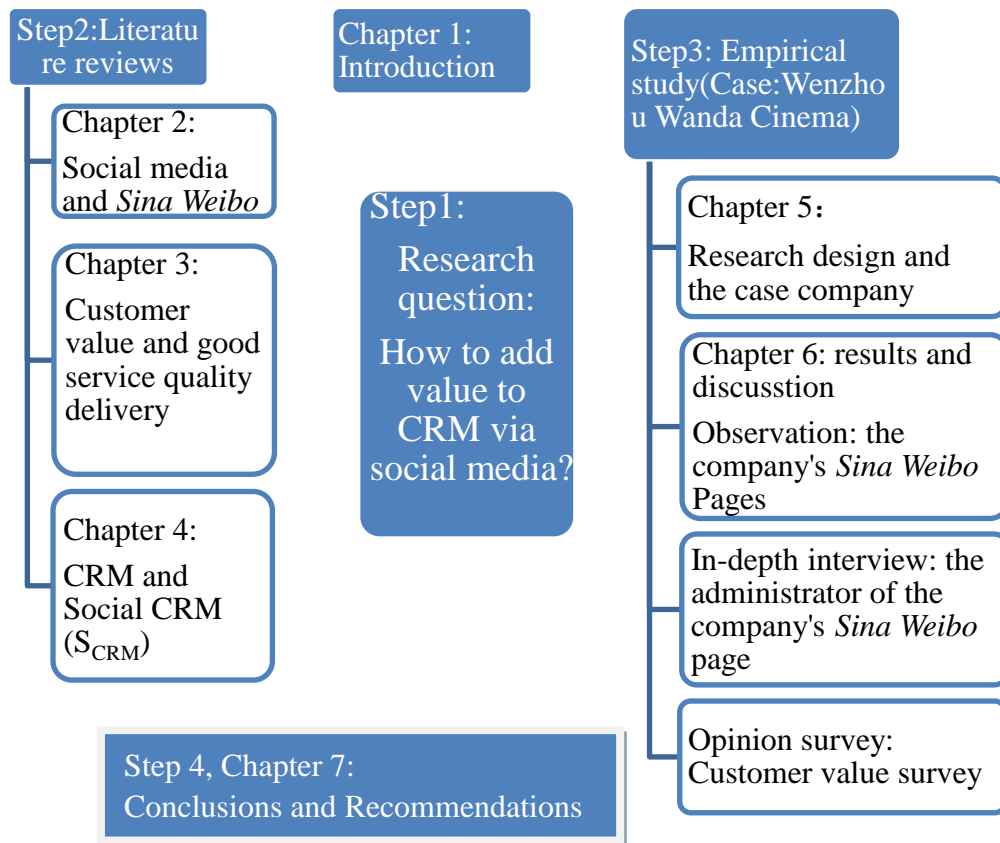 Step2:Literatu
re reviews
Chapter 2:
Social media
and Sina Weibo
Chapter 3:
Customer
value and good
service quality
delivery
Chapter 4:
CRM and
Social CRM
(SCRM)
Chapter 1:
Introduction
Step1:
Research
question:
How to add
value to
CRM via
social media?
Step3: Empirical
study(Case:Wenzho
u Wanda Cinema)
Chapter 5：
Research design and
the case company
Chapter 6: results and
discusstion
Observation: the
company's Sina Weibo
Pages
In-depth interview: the
administrator of the
company's Sina Weibo
page
Opinion survey:
Customer value survey
Step 4, Chapter 7:
Conclusions and Recommendations